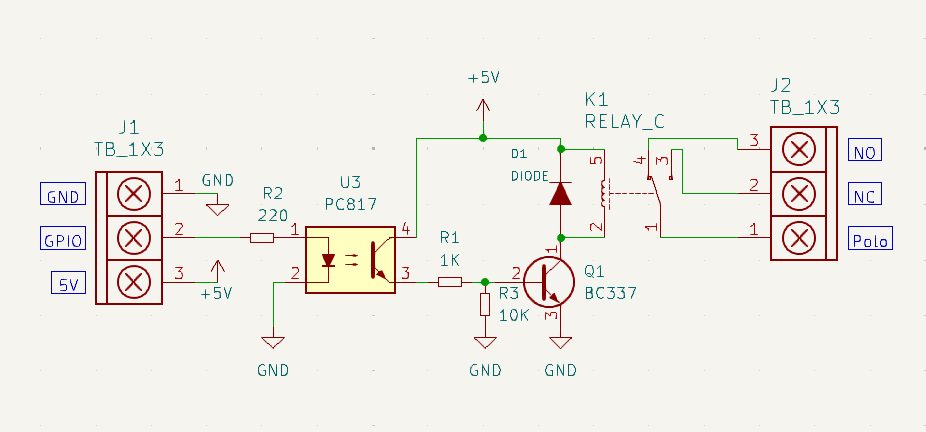 +5V
J1
TB_1X3
GND
GPIO
5V
1
2
3
GND
+5V
R2
220
U3
PC817
1
2
4
3
GND
R1
1K
R3
10K
GND
D1
DIODE
K1
RELAY_C
5
2
4
3
1
Q1
BC337
1
2
3
GND
J2
TB_1X3
3
2
1
NO
NC
Polo